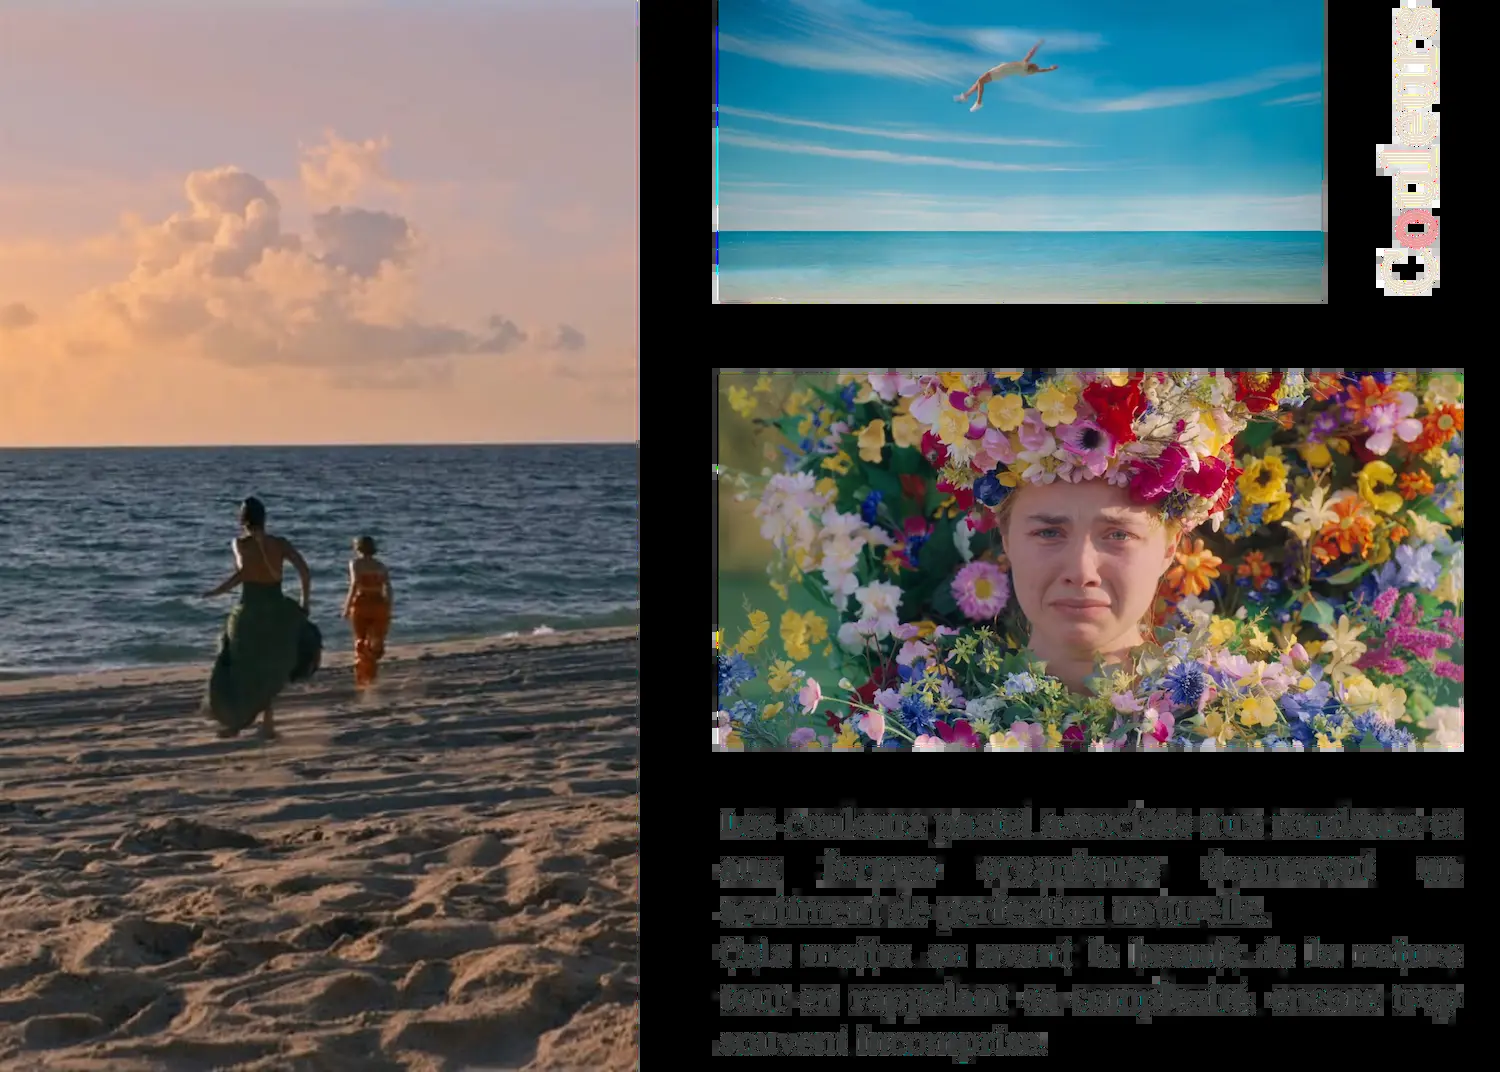 Couleurs
Les couleurs pastel associées aux rondeurs et
aux formes organiques donneront un
sentiment de perfection naturelle.
Cela mettra en avant la beauté de la nature
tout en rappelant sa complexité, encore trop
souvent incomprise.